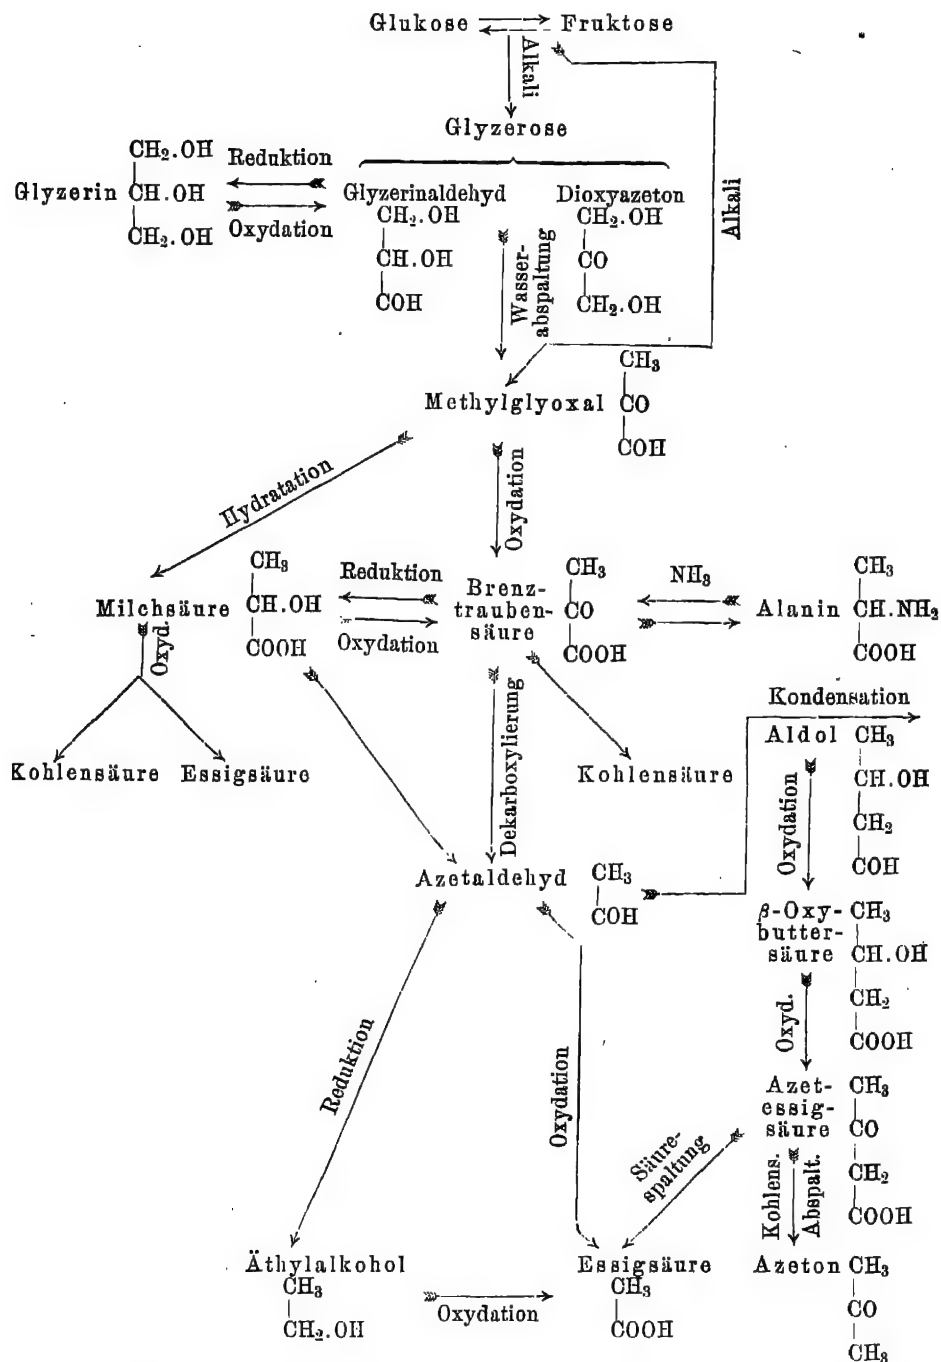 Glukose Fruktose
Alkali
Glyzerose
Alkali
CH₂.OH
Glyzerin CH.OH
CH₂.OH
Reduktion
Oxydation
Glyzerinaldehyd
CH₂.OH
CH.OH
COH
Wasser-
abspaltung
Dioxyazeton
CH₂.OH
CO
CH₂.OH
CH₃
Methylglyoxal CO
COH
Hydratation
Oxydation
CH₃
Milchsäure CH.OH
COOH
Reduktion
Oxydation
Brenz-
trauben-
säure
CH₃
CO
COOH
NH₃
CH₃
Alanin CH.NH₂
COOH
Oxyd.
Kohlensäure Essigsäure
Dekarboxylierung
Kohlensäure
Kondensation
Aldol CH₃
CH.OH
CH₂
COH
Oxydation
Azetaldehyd
CH₃
COH
β-Oxy-
butter-
säure
CH₃
CH.OH
CH₂
COOH
Oxyd.
Reduktion
Oxydation
Azet-
essig-
säure
CH₃
CO
CH₂
COOH
Säure-
spaltung
Kohlens.
Abspalt.
Äthylalkohol
CH₃
CH₂.OH
Oxydation
Essigsäure
CH₃
COOH
Azeton CH₃
CO
CH₃